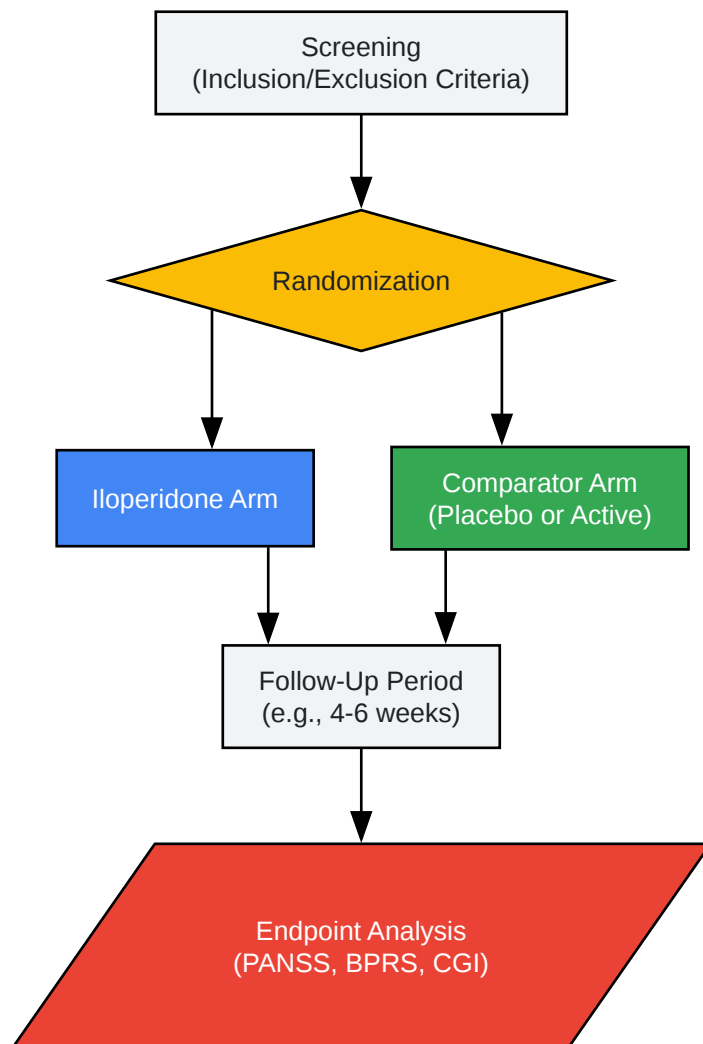 Screening
(Inclusion/Exclusion Criteria)
Randomization
Iloperidone Arm
Comparator Arm
(Placebo or Active)
Follow-Up Period
(e.g., 4-6 weeks)
Endpoint Analysis
(PANSS, BPRS, CGI)